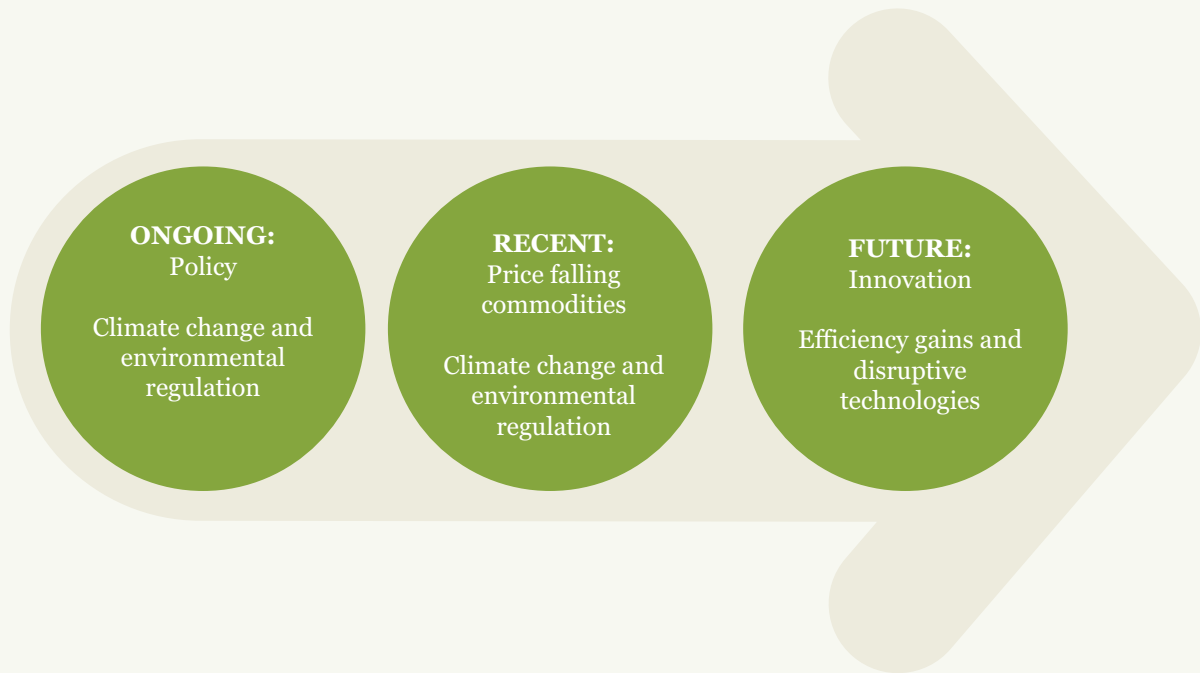 ONGOING:
Policy
Climate change and
environmental
regulation
RECENT:
Price falling
commodities
Climate change and
environmental
regulation
FUTURE:
Innovation
Efficiency gains and
disruptive
technologies